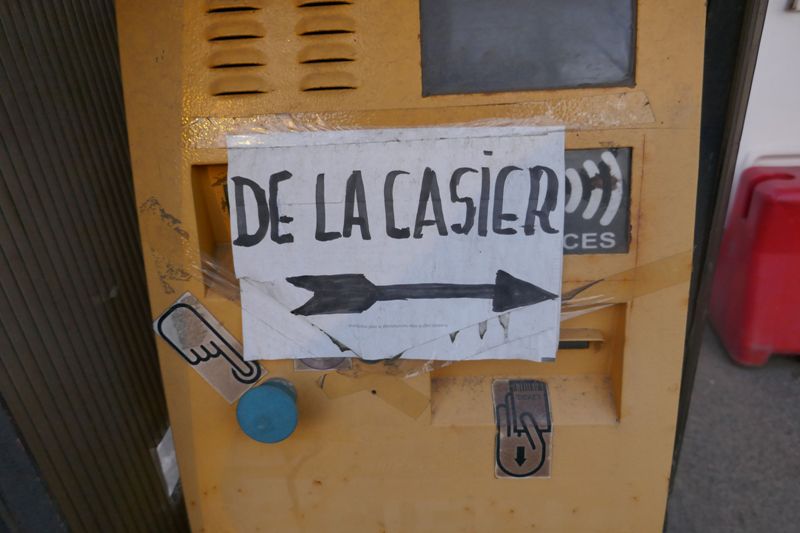 DE LA CASIER
CES